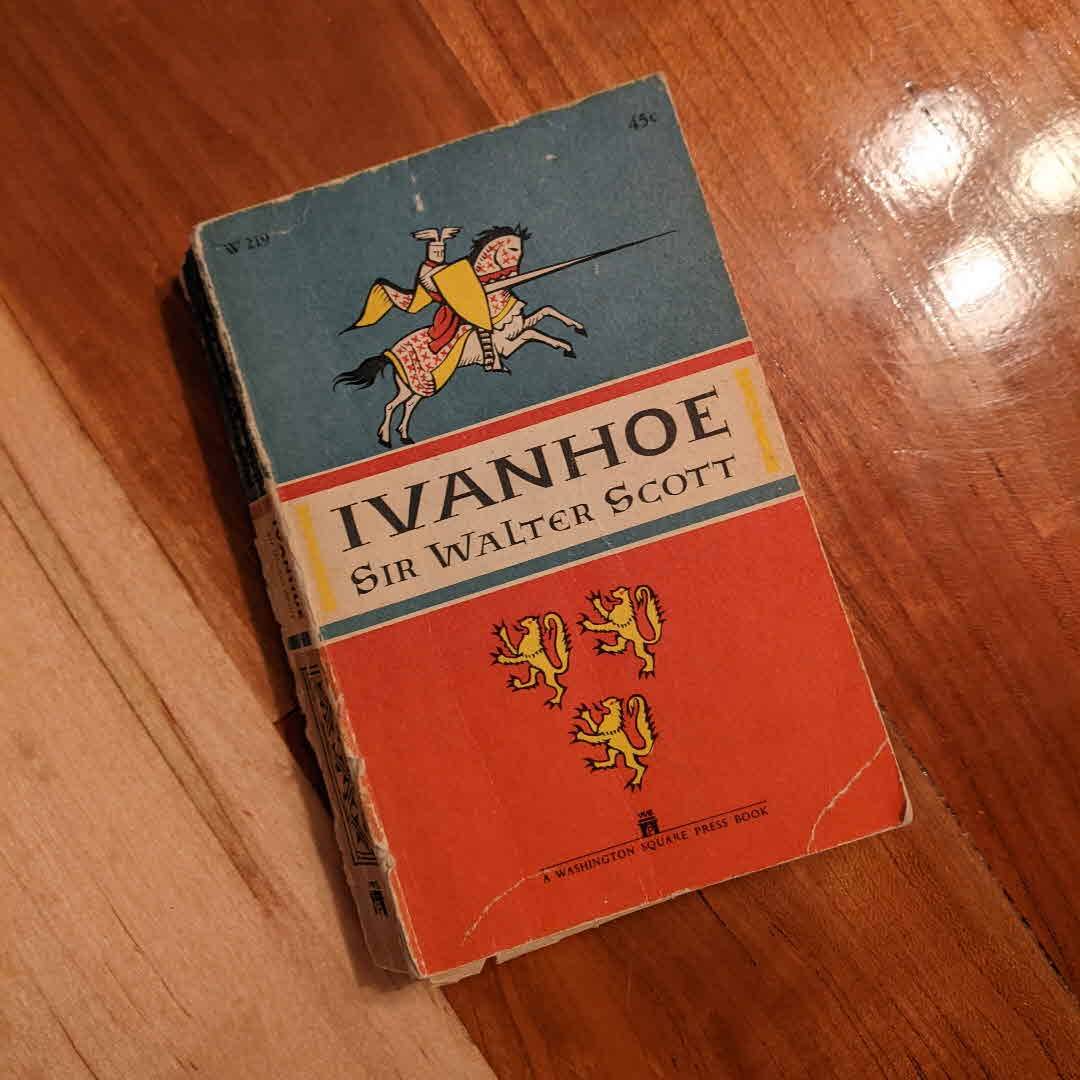 W 219
45¢
IVANHOE
SIR WALTER SCOTT
A WASHINGTON SQUARE PRESS BOOK